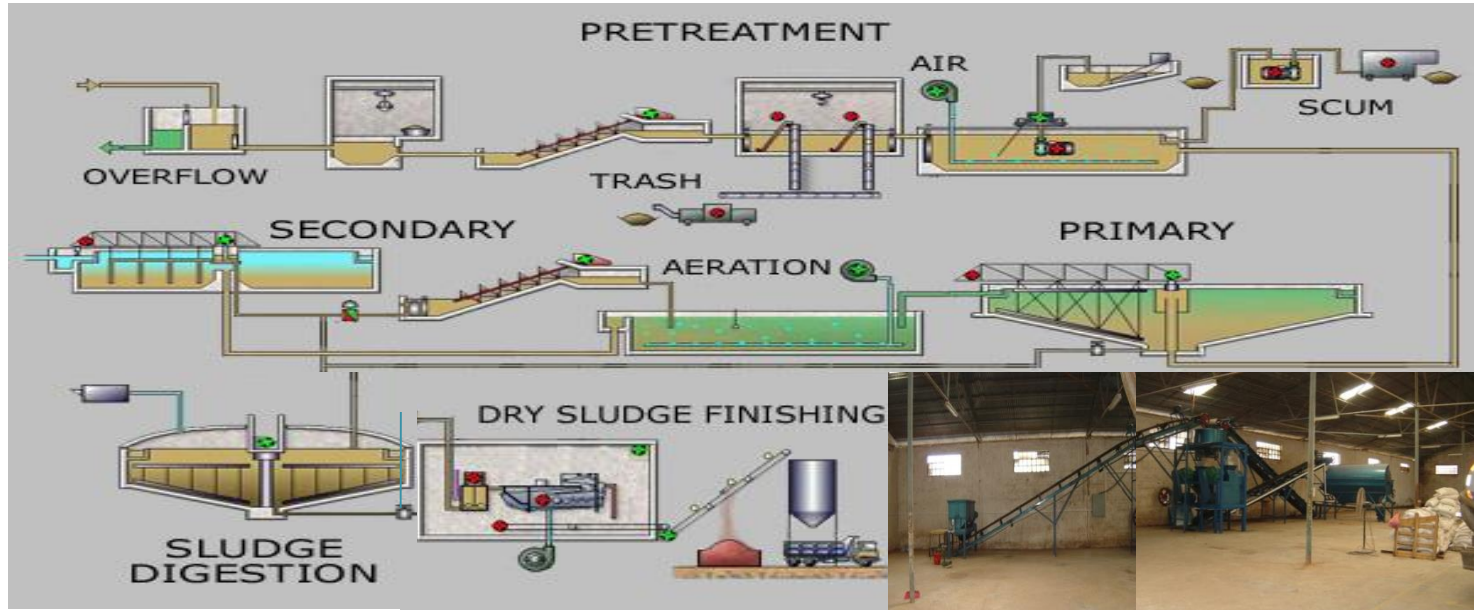 PRETREATMENT
AIR
SCUM
OVERFLOW
TRASH
SECONDARY
PRIMARY
AERATION
DRY SLUDGE FINISHING
SLUDGE
DIGESTION